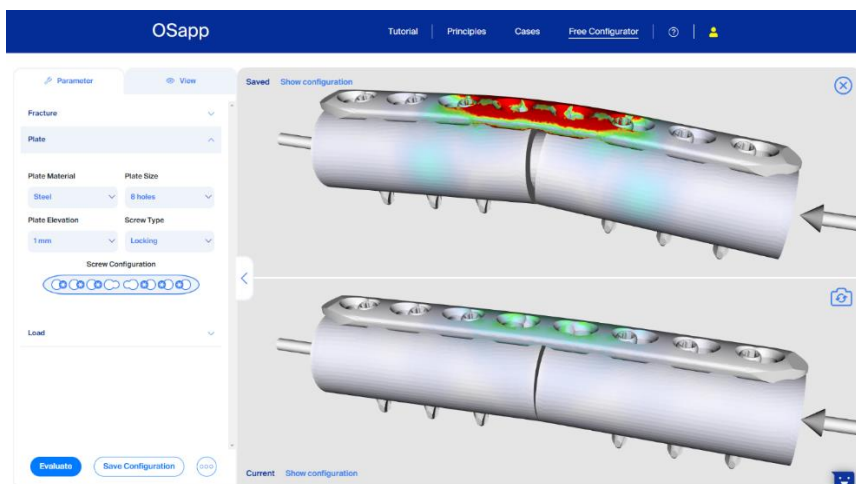 OSapp
Tutorial Principles Cases Free Configurator ?
Parameter View
Fracture
Plate
Plate Material Plate Size
Steel 8 holes
Plate Elevation Screw Type
1 mm Locking
Screw Configuration
Load
Evaluate Save Configuration
Saved Show configuration
Current Show configuration